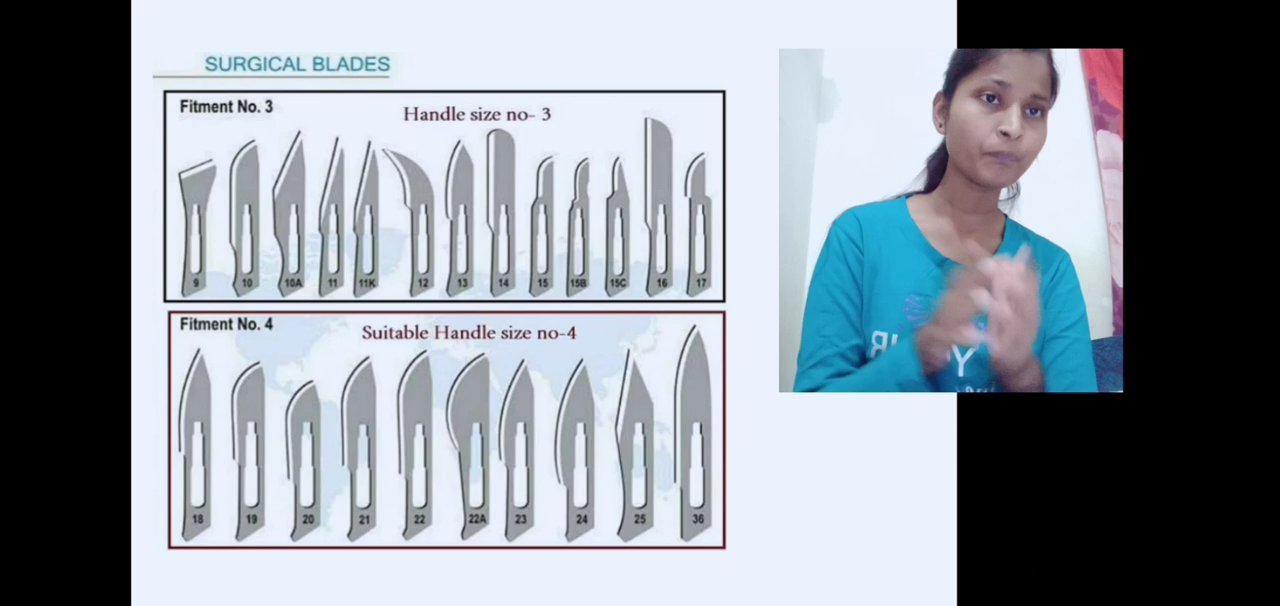 SURGICAL BLADES
Fitment No. 3
Handle size no- 3
9 10 10A 11 11K 12 13 14 15 15B 15C 16 17
Fitment No. 4
Suitable Handle size no-4
18 19 20 21 22 22A 23 24 25 36